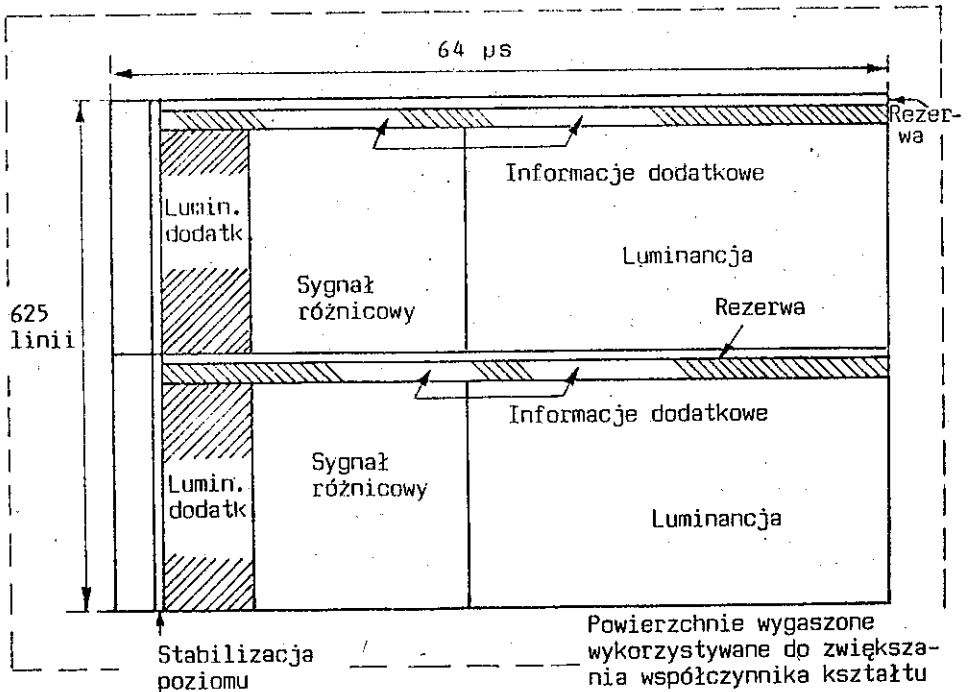 64 µs
Rezer-
wa
Informacje dodatkowe
Lumin.
dodatk
Luminancja
Sygnał
różnicowy
625
linii
Rezerwa
Informacje dodatkowe
Sygnał
różnicowy
Lumin.
dodatk
Luminancja
Stabilizacja
poziomu
Powierzchnie wygaszone
wykorzystywane do zwiększa-
nia współczynnika kształtu